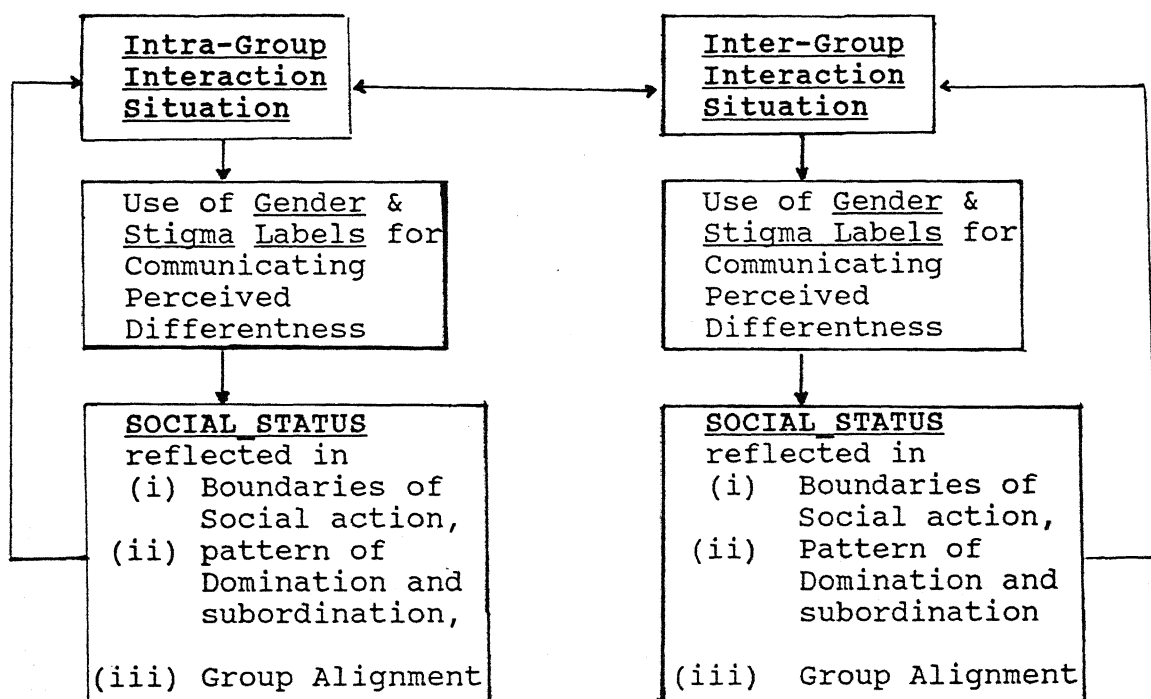 Intra-Group
Interaction
Situation
Use of Gender &
Stigma Labels for
Communicating
Perceived
Differentness
SOCIAL STATUS
reflected in
(i) Boundaries of
Social action,
(ii) pattern of
Domination and
subordination,
(iii) Group Alignment
Inter-Group
Interaction
Situation
Use of Gender &
Stigma Labels for
Communicating
Perceived
Differentness
SOCIAL STATUS
reflected in
(i) Boundaries of
Social action,
(ii) Pattern of
Domination and
subordination
(iii) Group Alignment